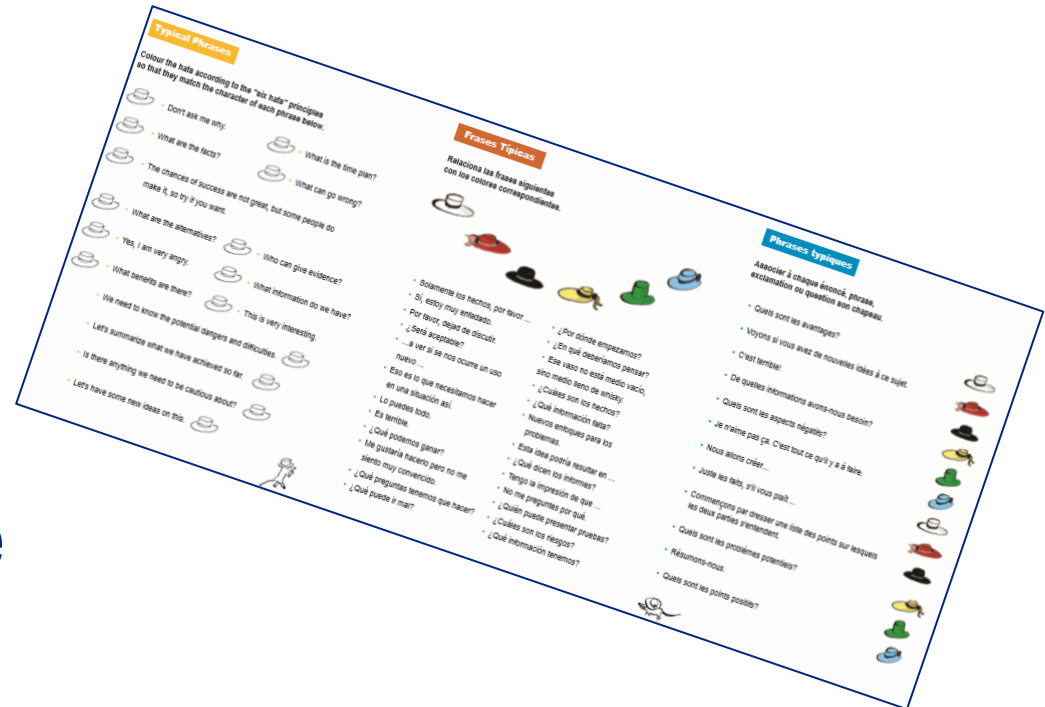 Typical Phrases
Colour the hats according to the "six hats" principles
so that they match the character of each phrase below.
Don't ask me why.
What is the time plan?
What are the facts?
What can go wrong?
The chances of success are not great, but some people do
make it, so try if you want.
What are the alternatives?
Who can give evidence?
Yes, I am very angry.
What information do we have?
What benefits are there?
This is very interesting.
We need to know the potential dangers and difficulties.
Let's summarize what we have achieved so far.
Is there anything we need to be cautious about?
Let's have some new ideas on this.
Frases Típicas
Relaciona las frases siguientes
con los colores correspondientes.
Solamente los hechos, por favor ...
Sí, estoy muy enfadado.
Por favor, dejad de discutir.
¿Será aceptable?
...a ver si se nos ocurre un uso
nuevo ...
Eso es lo que necesitamos hacer
en una situación así.
Lo puedes todo.
Es terrible.
¿Qué podemos ganar?
Me gustaría hacerlo pero no me
siento muy convencido.
¿Qué preguntas tenemos que hacer?
¿Qué puede ir mal?
¿Por dónde empezamos?
¿En qué deberíamos pensar?
Ese vaso no está medio vacío,
sino medio lleno de whisky.
¿Cuáles son los hechos?
¿Qué información falta?
Nuevos enfoques para los
problemas.
Esta idea podría resultar en ...
¿Qué dicen los informes?
Tengo la impresión de que ...
No me preguntes por qué.
¿Quién puede presentar pruebas?
¿Cuáles son los riesgos?
¿Qué información tenemos?
Phrases typiques
Associer à chaque énoncé, phrase,
exclamation ou question son chapeau.
Quels sont les avantages?
Voyons si vous avez de nouvelles idées à ce sujet.
C'est terrible!
De quelles informations avons-nous besoin?
Quels sont les aspects négatifs?
Je n'aime pas ça. C'est tout ce qu'il y a à faire.
Nous allons créer...
Juste les faits, s'il vous plaît ...
Commençons par dresser une liste des points sur lesquels
les deux parties s'entendent.
Quels sont les problèmes potentiels?
Résumons-nous.
Quels sont les points positifs?
e